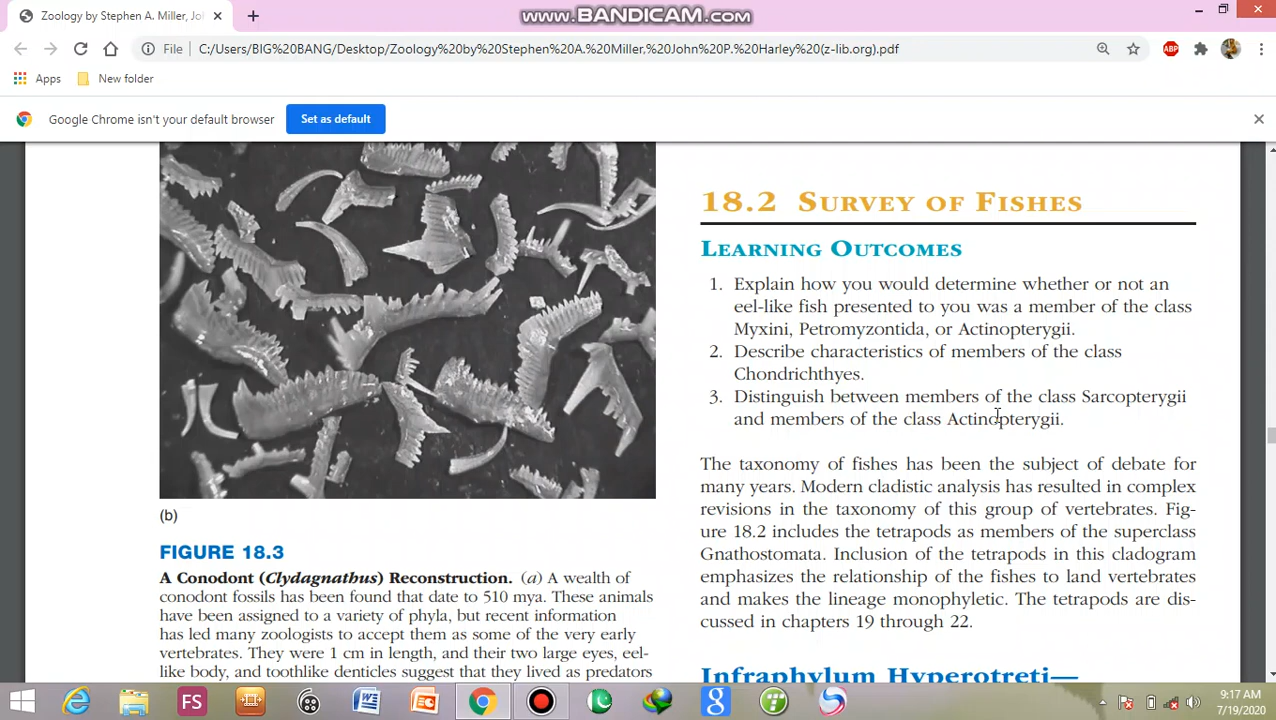 Zoology by Stephen A. Miller, Joh
www.BANDICAM.com
File
C:/Users/BIG%20BANG/Desktop/Zoology%20by%20Stephen%20A.%20Miller,%20John%20P.%20Harley%20(z-lib.org).pdf
ABP
Apps
New folder
Google Chrome isn't your default browser
Set as default
18.2 SURVEY OF FISHES
LEARNING OUTCOMES
1. Explain how you would determine whether or not an
eel-like fish presented to you was a member of the class
Myxini, Petromyzontida, or Actinopterygii.
2. Describe characteristics of members of the class
Chondrichthyes.
3. Distinguish between members of the class Sarcopterygii
and members of the class Actinopterygii.
The taxonomy of fishes has been the subject of debate for
many years. Modern cladistic analysis has resulted in complex
revisions in the taxonomy of this group of vertebrates. Fig-
ure 18.2 includes the tetrapods as members of the superclass
Gnathostomata. Inclusion of the tetrapods in this cladogram
emphasizes the relationship of the fishes to land vertebrates
and makes the lineage monophyletic. The tetrapods are dis-
cussed in chapters 19 through 22.
Infraphylum Hyperotreti—
(b)
FIGURE 18.3
A Conodont (Clydagnathus) Reconstruction. (a) A wealth of
conodont fossils has been found that date to 510 mya. These animals
have been assigned to a variety of phyla, but recent information
has led many zoologists to accept them as some of the very early
vertebrates. They were 1 cm in length, and their two large eyes, eel-
like body, and toothlike denticles suggest that they lived as predators
FS
9:17 AM
7/19/2020